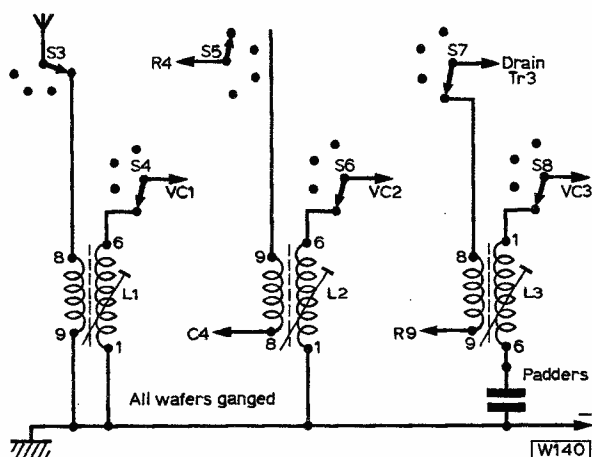 S3
S5
R4
S7
Drain
Tr3
S4
VC1
S6
VC2
S8
VC3
8
6
9
6
8
1
L1
L2
L3
9
1
C4
8
1
R9
9
6
Padders
All wafers ganged
–
W140